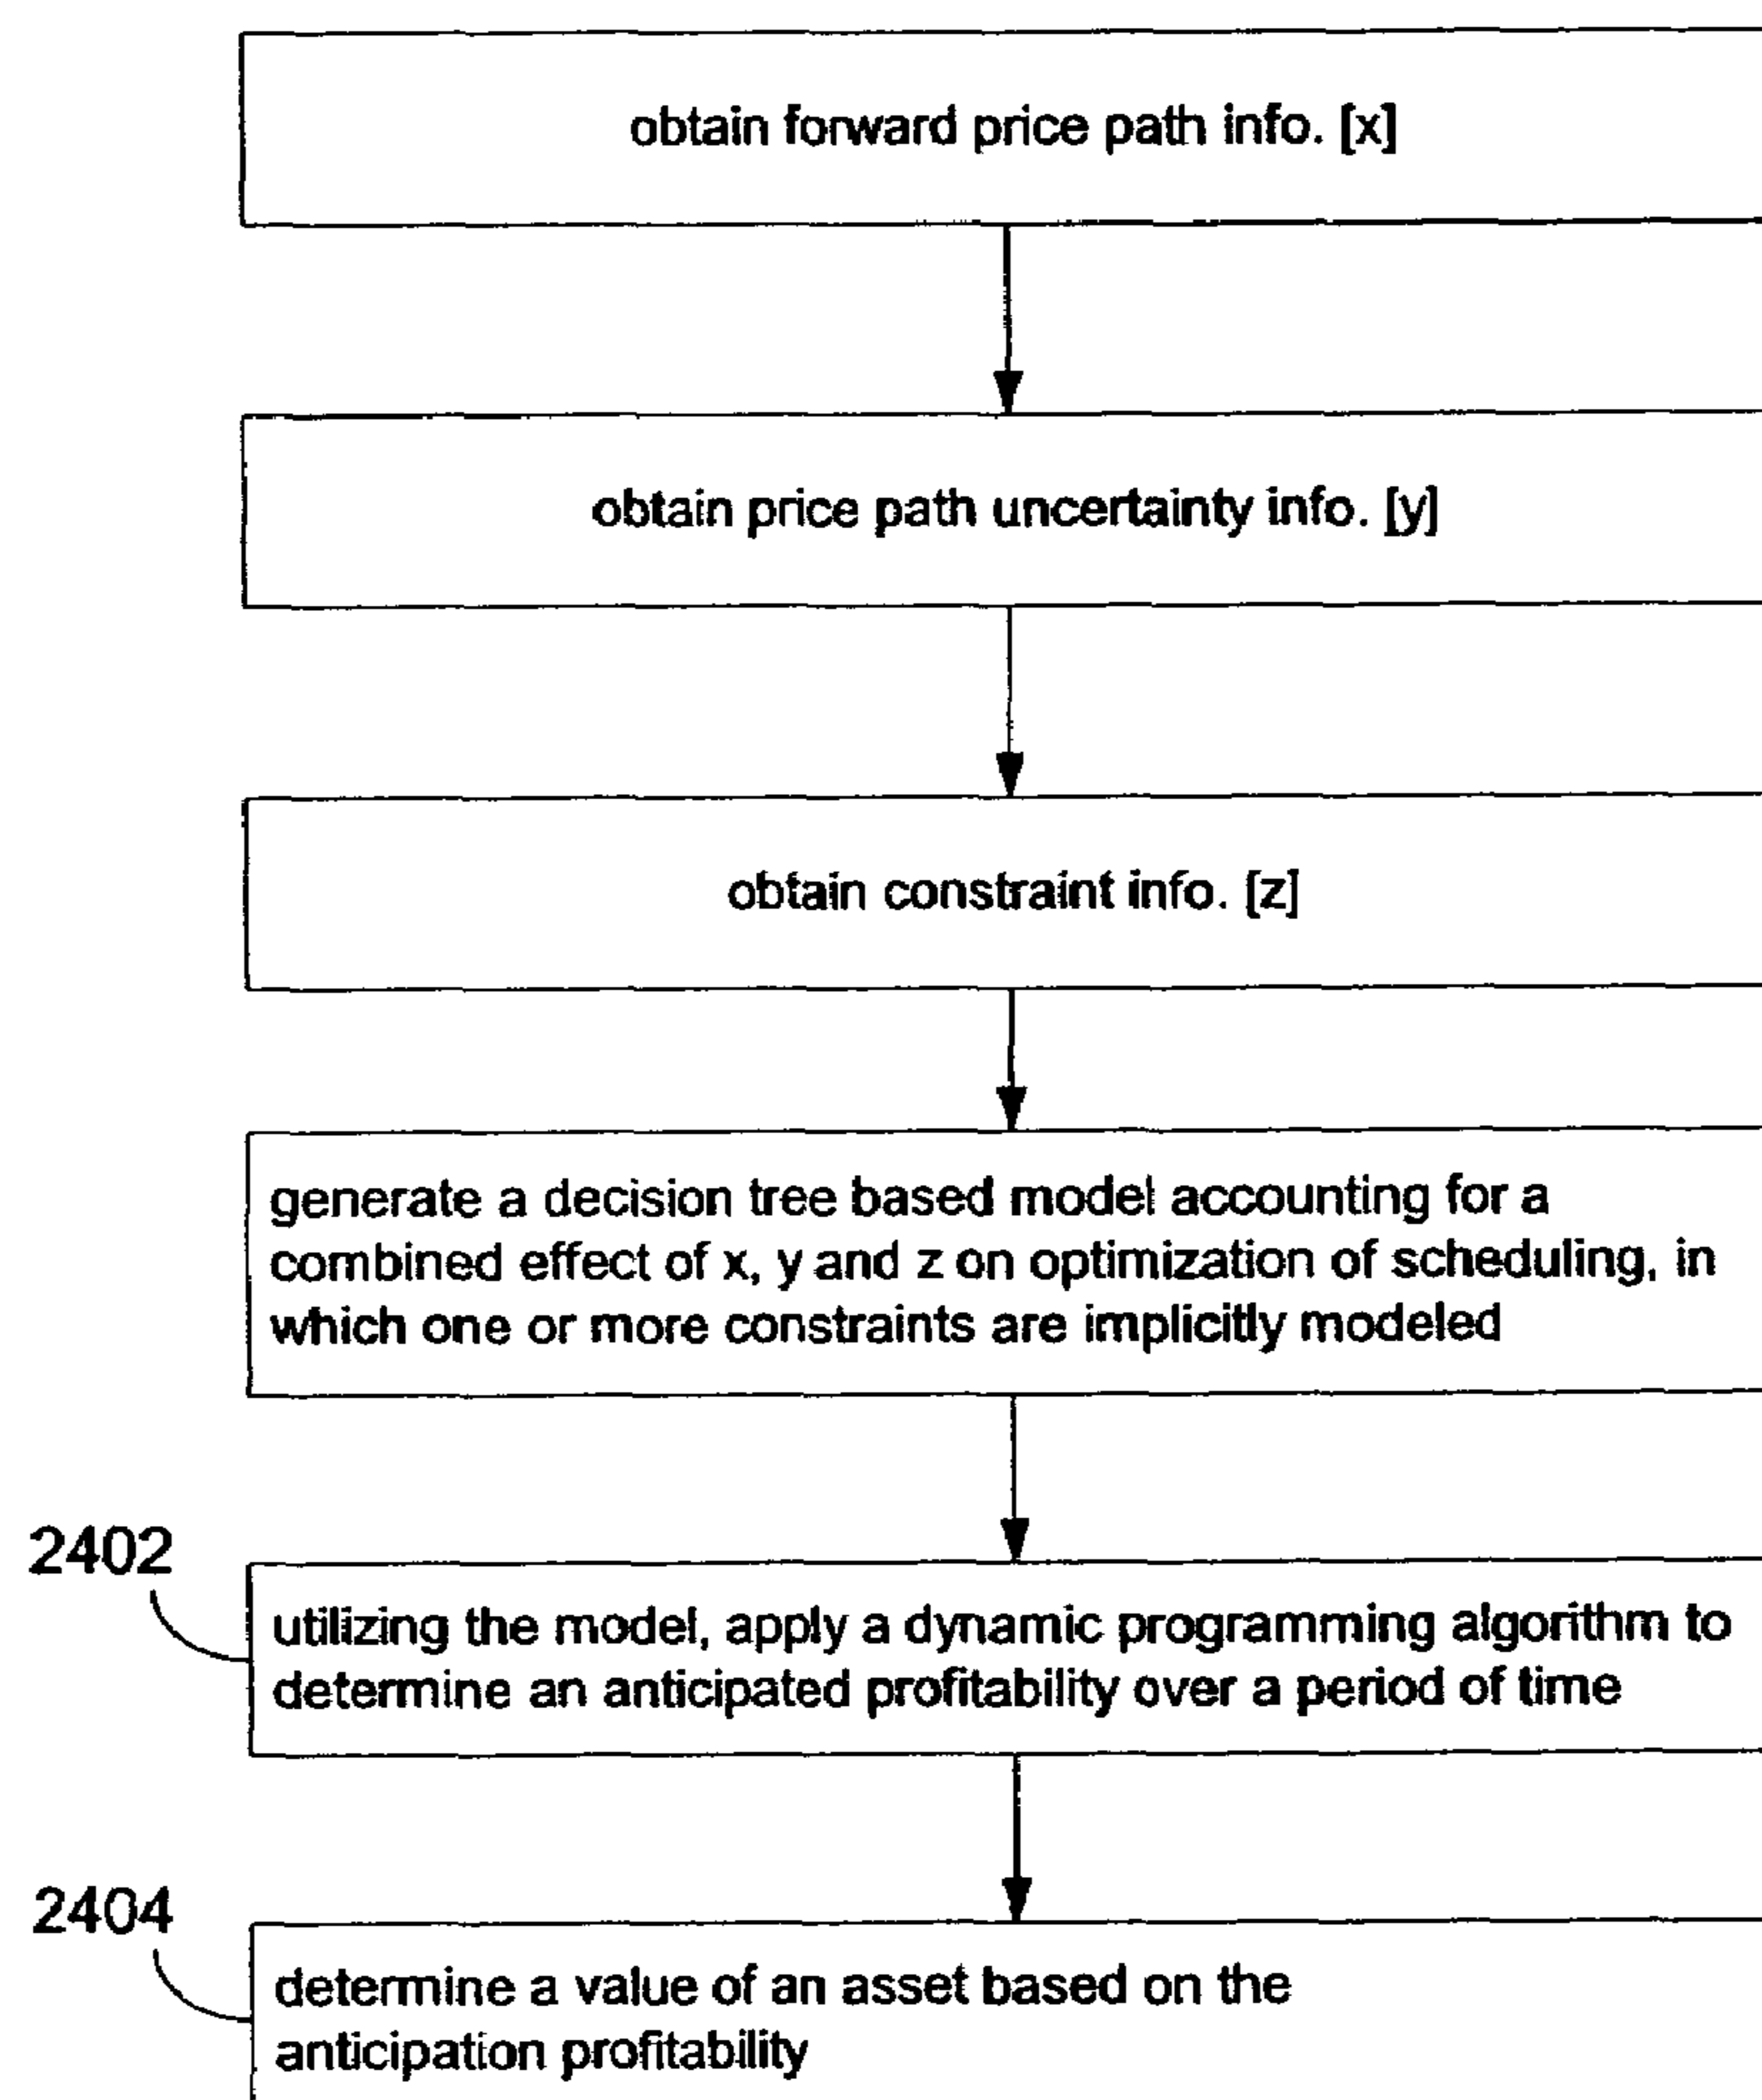 obtain forward price path info. [x]
obtain price path uncertainty info. [y]
obtain constraint info. [z]
generate a decision tree based model accounting for a
combined effect of x, y and z on optimization of scheduling, in
which one or more constraints are implicitly modeled
2402
utilizing the model, apply a dynamic programming algorithm to
determine an anticipated profitability over a period of time
2404
determine a value of an asset based on the
anticipation profitability